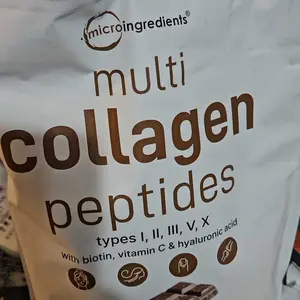 microingredients®
multi
collagen
peptides
types I, II, III, V, X
with biotin, vitamin C & hyaluronic acid